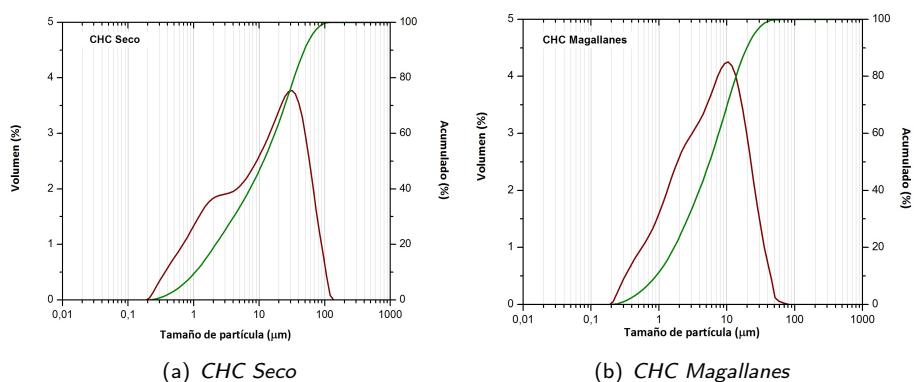 CHC Seco
Volumen (%)
5
4
3
2
1
0
100
80
60
40
20
0
Acumulado (%)
0,01 0,1 1 10 100 1000
Tamaño de partícula (μm)
(a) CHC Seco
CHC Magallanes
Volumen (%)
5
4
3
2
1
0
100
80
60
40
20
0
Acumulado (%)
0,01 0,1 1 10 100 1000
Tamaño de partícula (μm)
(b) CHC Magallanes